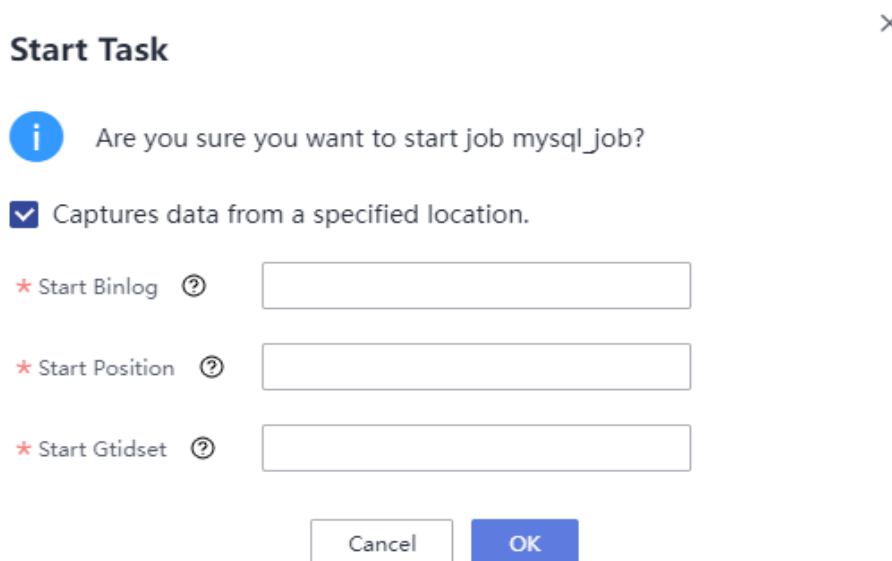 Start Task
Are you sure you want to start job mysql_job?
Captures data from a specified location.
* Start Binlog ?
* Start Position ?
* Start Gtidset ?
Cancel OK